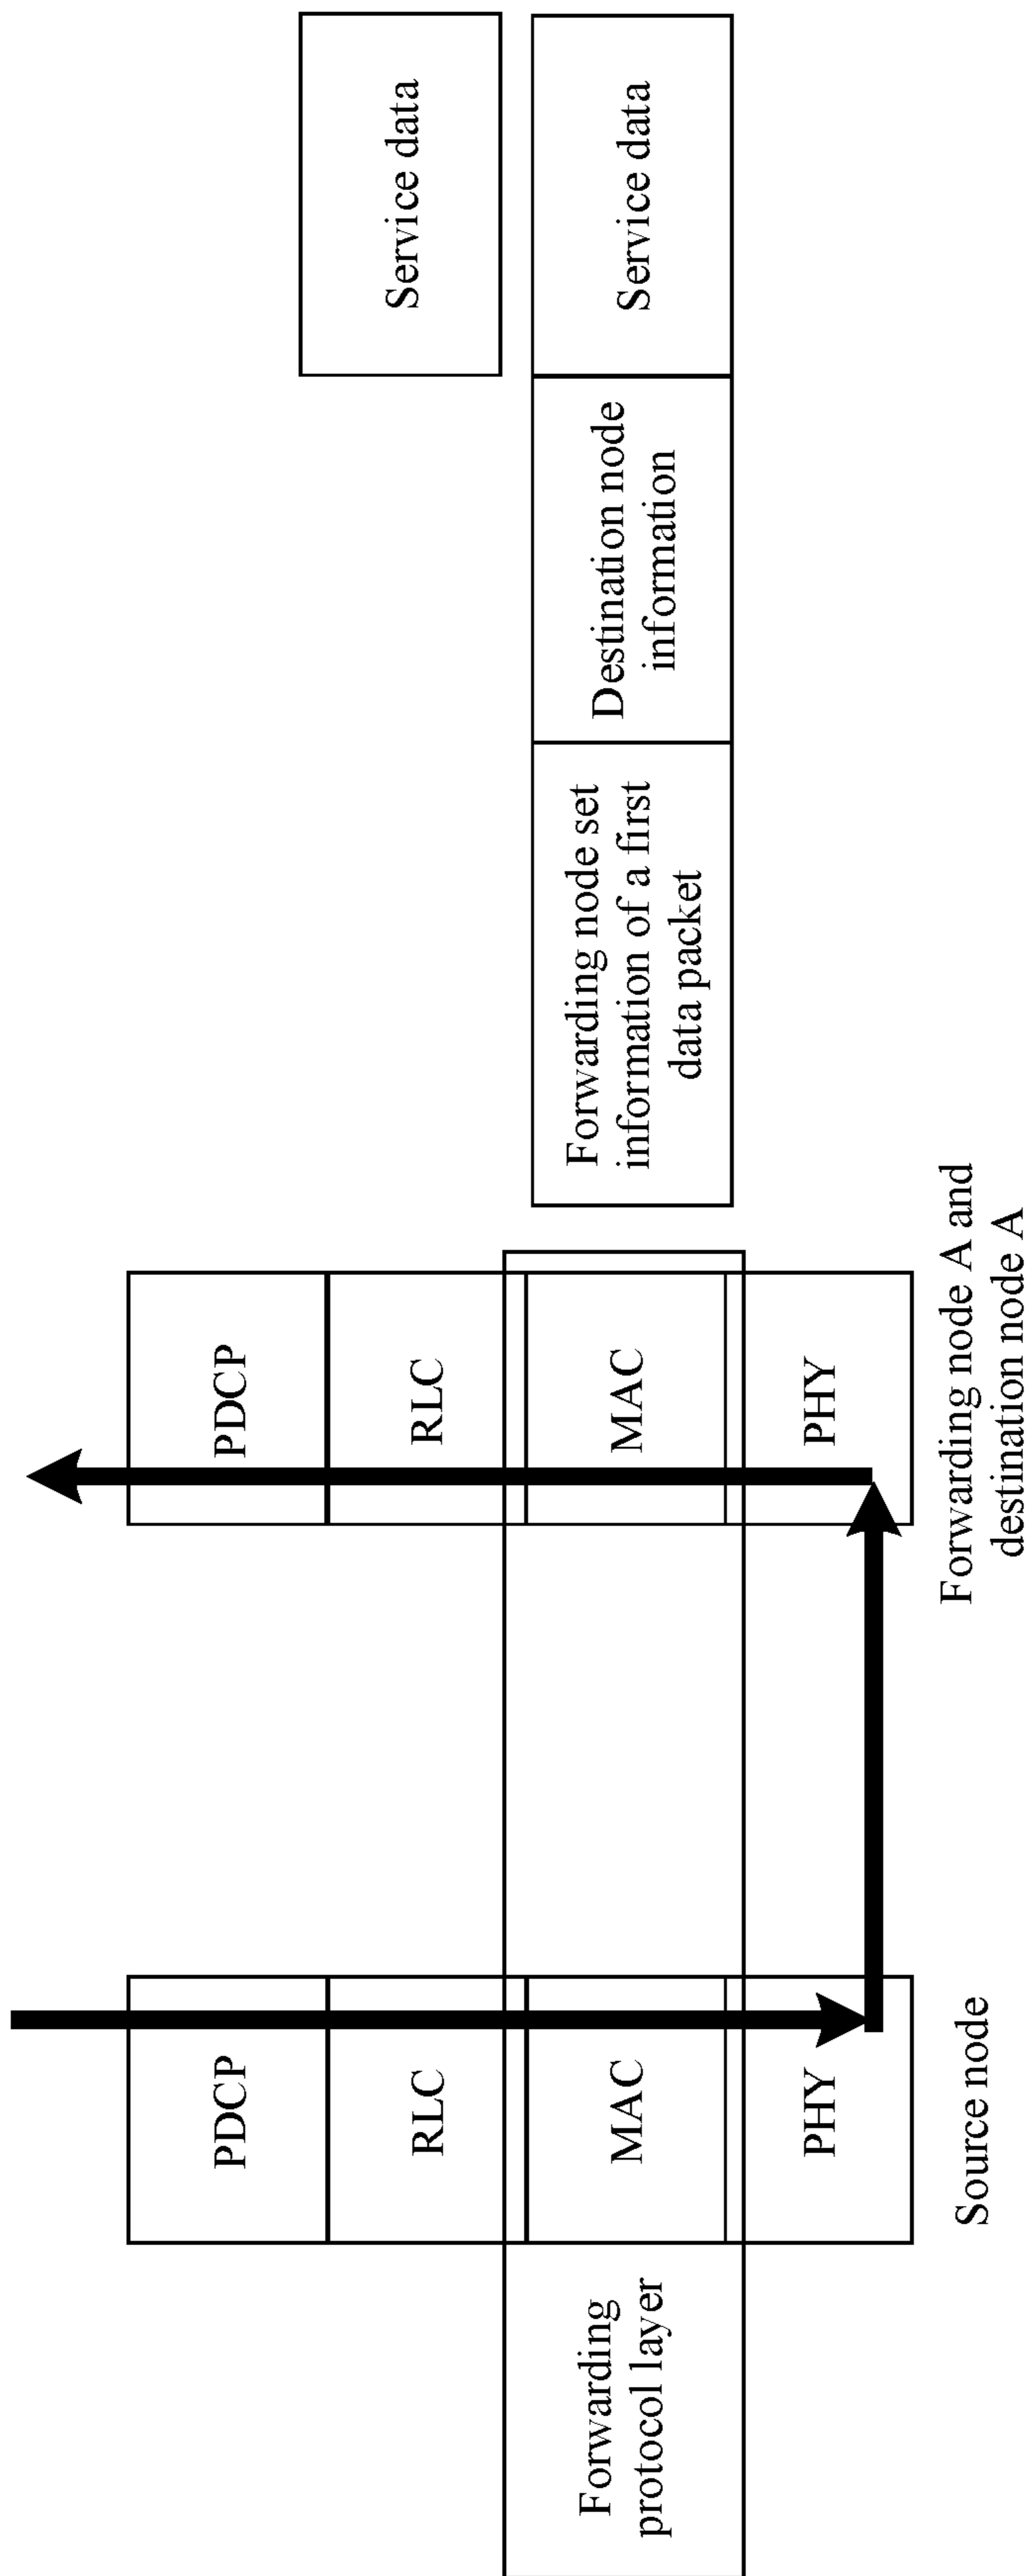 Forwarding
protocol layer
PDCP
RLC
MAC
PHY
Source node
PDCP
RLC
MAC
PHY
Forwarding node A and
destination node A
Service data
Forwarding node set
information of a first
data packet
Destination node
information
Service data